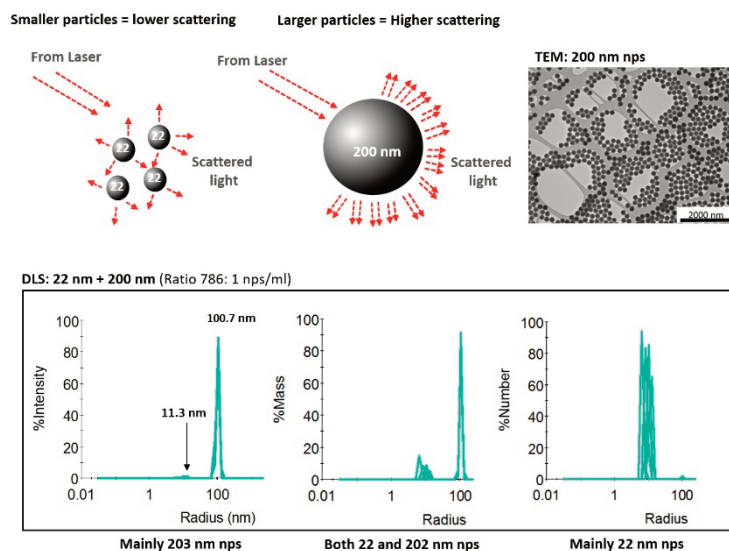 Smaller particles = lower scattering
Larger particles = Higher scattering
From Laser
From Laser
TEM: 200 nm nps
22
22
22
22
Scattered
light
200 nm
Scattered
light
2000 nm
DLS: 22 nm + 200 nm (Ratio 786: 1 nps/ml)
%Intensity
100
80
60
40
20
0
0.01
1
100
Radius (nm)
100.7 nm
11.3 nm
Mainly 203 nm nps
%Mass
100
80
60
40
20
0
0.01
1
100
Radius
Both 22 and 202 nm nps
%Number
100
80
60
40
20
0
0.01
1
100
Radius
Mainly 22 nm nps